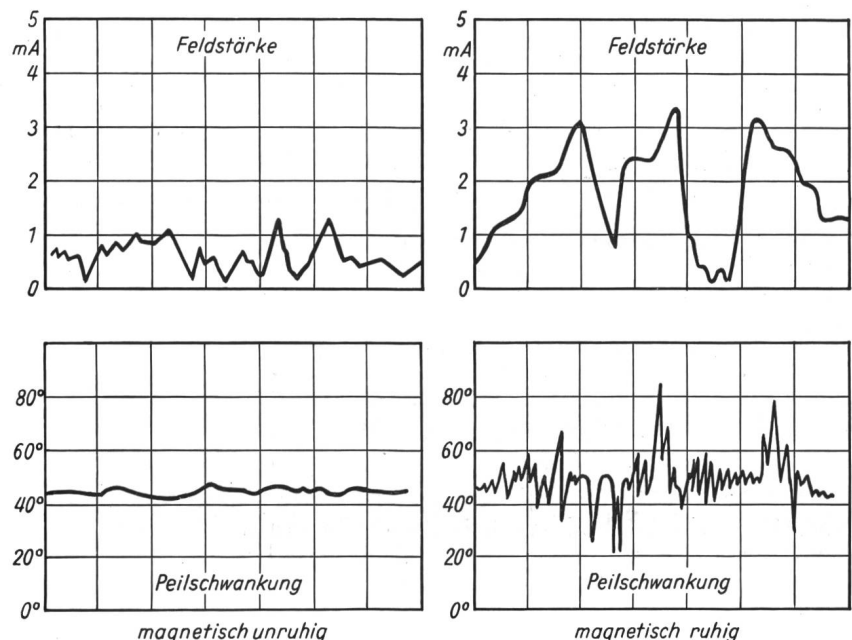 5
mA
Feldstärke
4
3
2
1
0
5
mA
Feldstärke
4
3
2
1
0
80°
60°
40°
20°
Peilschwankung
0°
magnetisch unruhig
80°
60°
40°
20°
Peilschwankung
0°
magnetisch ruhig